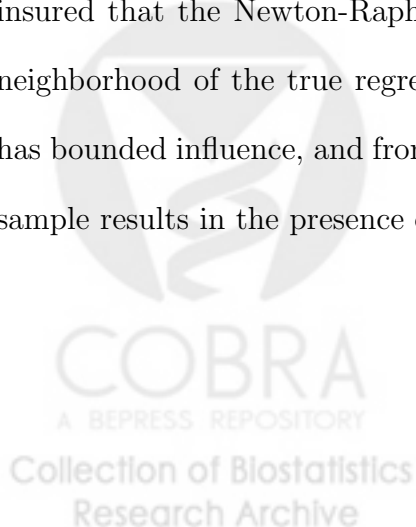 insured that the Newton-Raph
neighborhood of the true regre
has bounded influence, and fron
sample results in the presence
COBRA
A BEPRESS REPOSITORY
Collection of Biostatistics
Research Archive